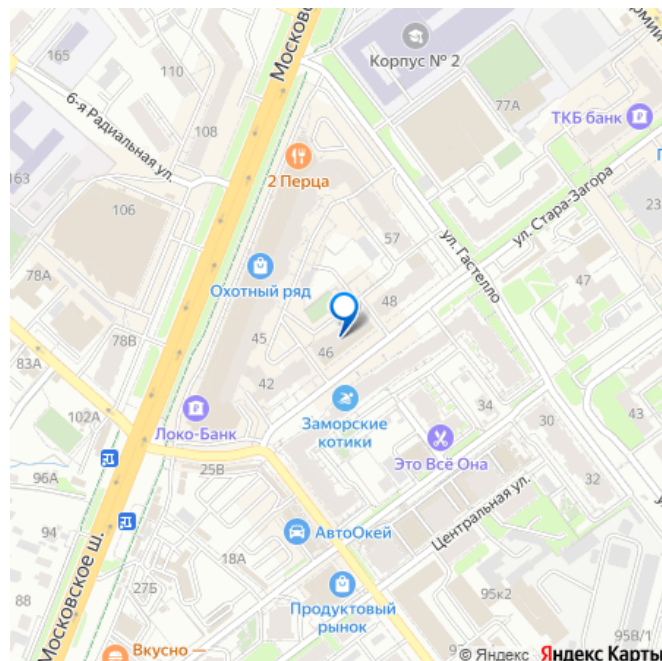 Московс
165
110
Корпус № 2
77А
ТКБ банк
6-я Радиальная ул.
108
2 Перца
163
106
57
ул. Стара-Загора
ул. Гастелло
23
78А
Охотный ряд
48
47
45
46
78В
83А
42
Заморские
котики
102А
Локо-Банк
34
30
43
Это Всё Она
25В
32
96А
94
АвтоОкей
Центральная ул.
18А
27Б
95к2
88
Продуктовый
рынок
Московское ш.
95В/1
Вкусно —
© Яндекс Яндекс Карты